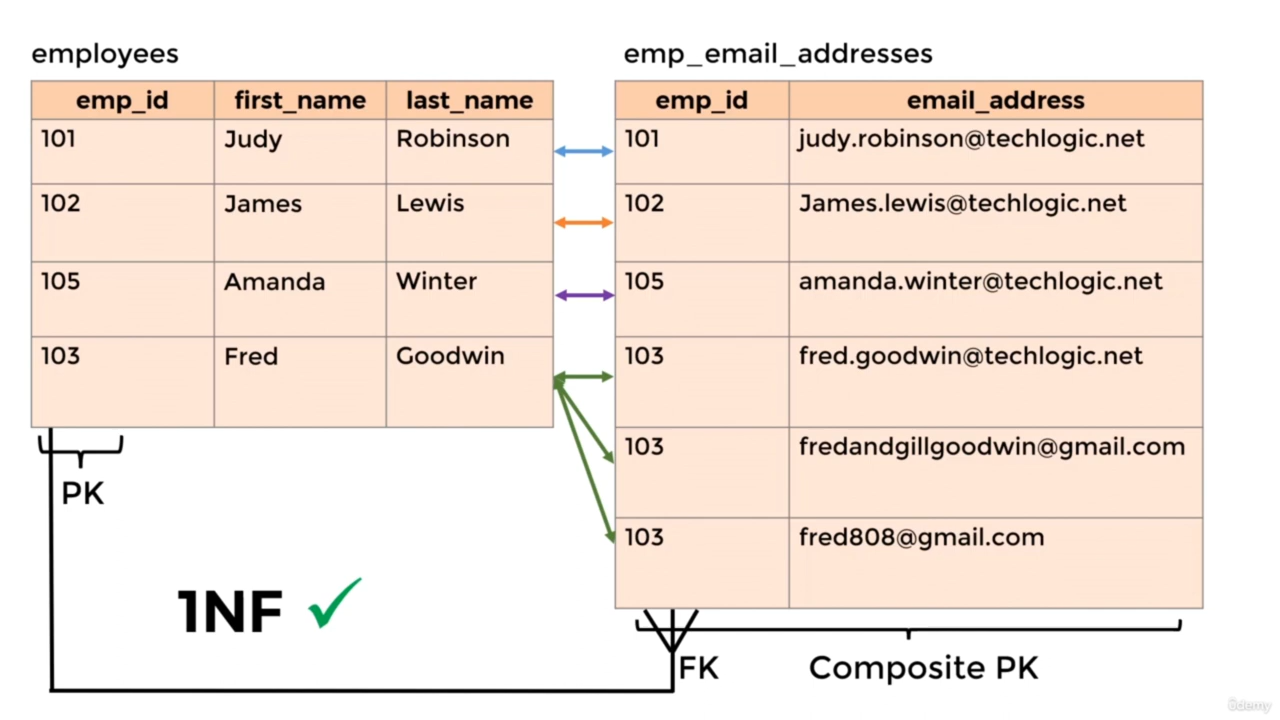 employees
emp_id first_name last_name
101 Judy Robinson
102 James Lewis
105 Amanda Winter
103 Fred Goodwin
PK
1NF
emp_email_addresses
emp_id email_address
101 judy.robinson@techlogic.net
102 James.lewis@techlogic.net
105 amanda.winter@techlogic.net
103 fred.goodwin@techlogic.net
103 fredandgillgoodwin@gmail.com
103 fred808@gmail.com
FK Composite PK
ûdemy